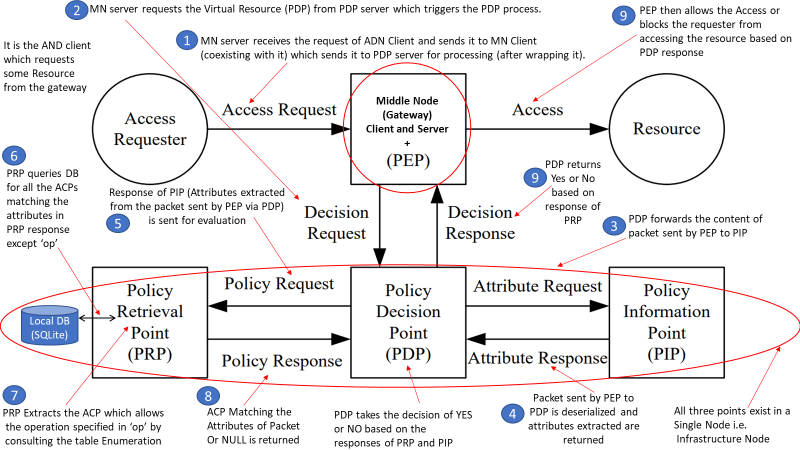 2
MN server requests the Virtual Resource (PDP) from PDP server which triggers the PDP process.
9
PEP then allows the Access or
blocks the requester from
accessing the resource based on
PDP response
It is the AND client
which requests
some Resource
from the gateway
1
MN server receives the request of ADN Client and sends it to MN Client
(coexisting with it) which sends it to PDP server for processing (after wrapping it).
Access
Requester
Access Request
Middle Node
(Gateway)
Client and Server
+
(PEP)
Access
Resource
6
PRP queries DB
for all the ACPs
matching the
attributes in
PRP response
except ‘op’
Response of PIP (Attributes extracted
from the packet sent by PEP via PDP)
is sent for evaluation
5
Decision
Request
Decision
Response
9
PDP returns
Yes or No
based on
response of
PRP
3
PDP forwards the content of
packet sent by PEP to PIP
Local DB
(SQLite)
Policy
Retrieval
Point
(PRP)
Policy Request
Policy Response
Policy
Decision
Point
(PDP)
Attribute Request
Attribute Response
Policy
Information
Point
(PIP)
7
PRP Extracts the ACP which allows
the operation specified in ‘op’ by
consulting the table Enumeration
8
ACP Matching the
Attributes of Packet
Or NULL is returned
PDP takes the decision of YES
or NO based on the
responses of PRP and PIP
4
Packet sent by PEP to
PDP is deserialized and
attributes extracted are
returned
All three points exist in a
Single Node i.e.
Infrastructure Node